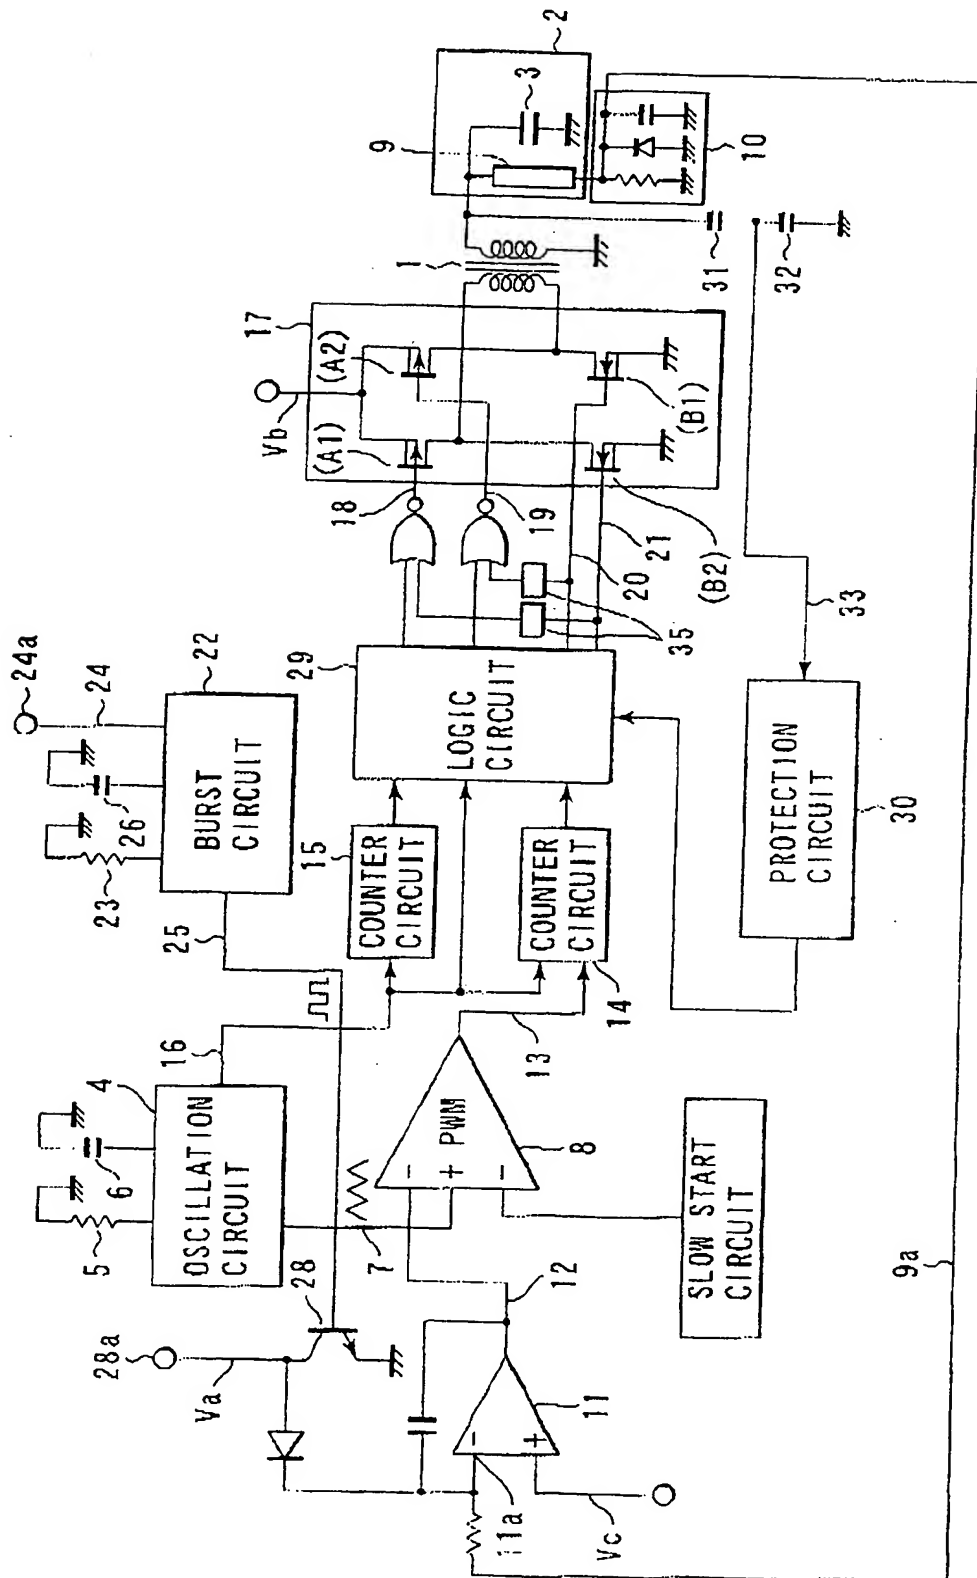 28a
Va
28
5
6
4
OSCILLATION
CIRCUIT
16
23
26
24
24a
22
BURST
CIRCUIT
25
7
PWM
8
13
12
11
11a
Vc
SLOW START
CIRCUIT
15
COUNTER
CIRCUIT
COUNTER
CIRCUIT
14
29
LOGIC
CIRCUIT
35
18
19
20
21
Vb
17
(A1)
(A2)
(B1)
(B2)
1
9
3
2
10
31
32
33
PROTECTION
CIRCUIT
30
9a